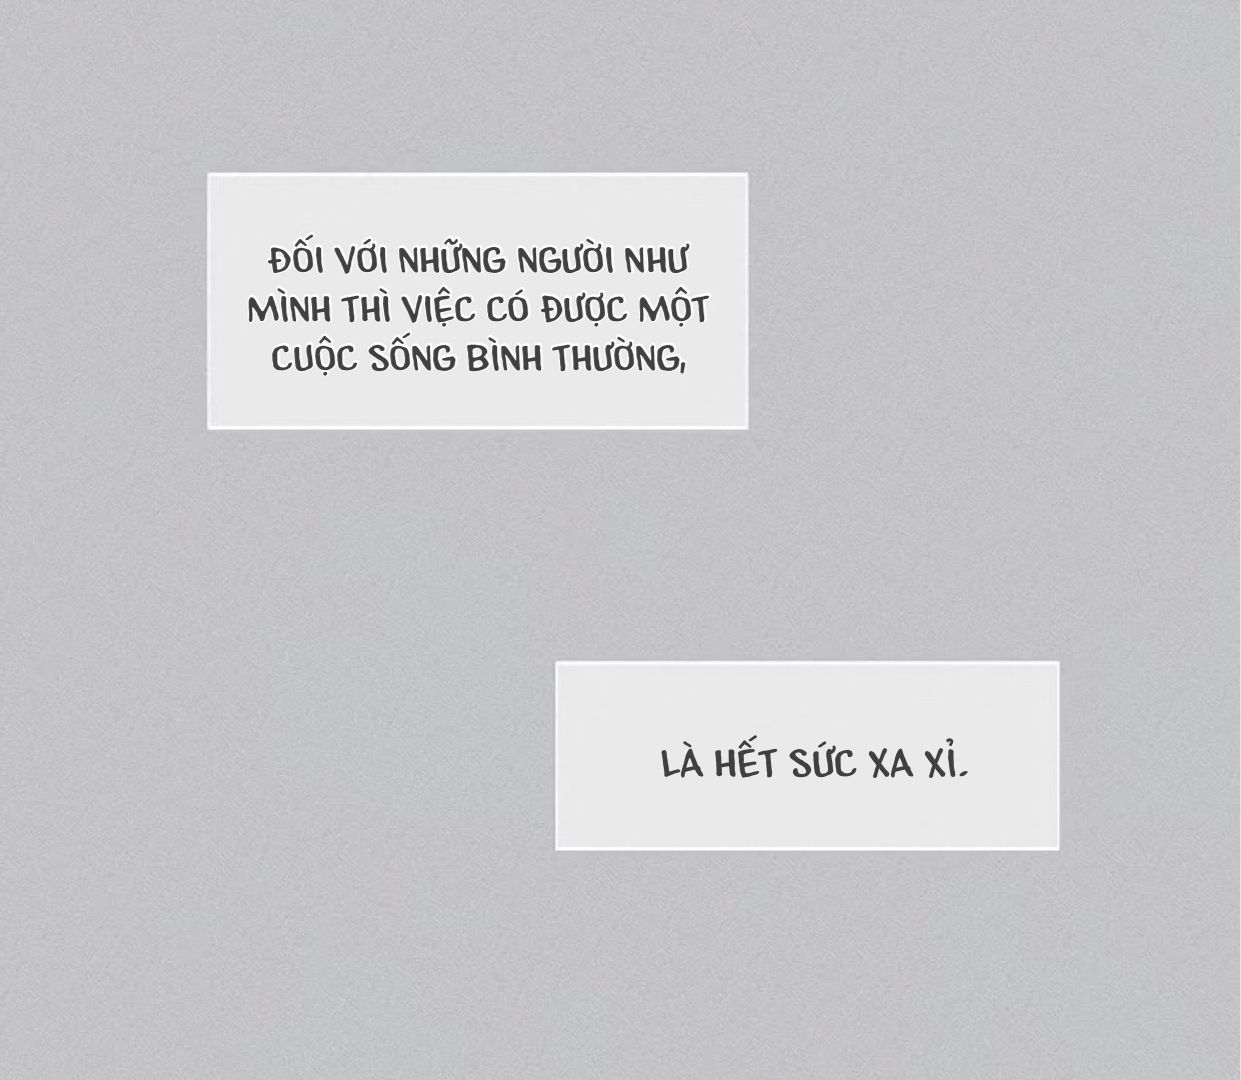 ĐỐI VỚI NHỮNG NGƯỜI NHƯ
MÌNH THÌ VIỆC CÓ ĐƯỢC MỘT
CUỘC SỐNG BÌNH THƯỜNG,
LÀ HẾT SỨC XA XỈ.